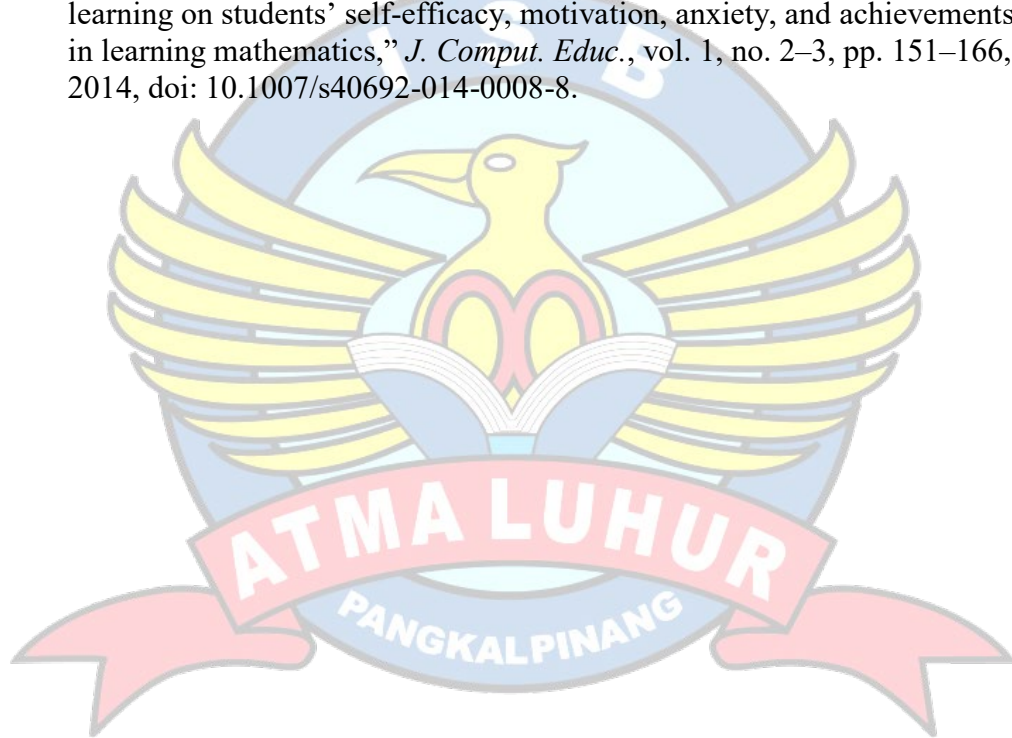 learning on students’ self-efficacy, motivation, anxiety, and achievements
in learning mathematics,” J. Comput. Educ., vol. 1, no. 2–3, pp. 151–166,
2014, doi: 10.1007/s40692-014-0008-8.
I S B
ATMA LUHUR
PANGKALPINANG